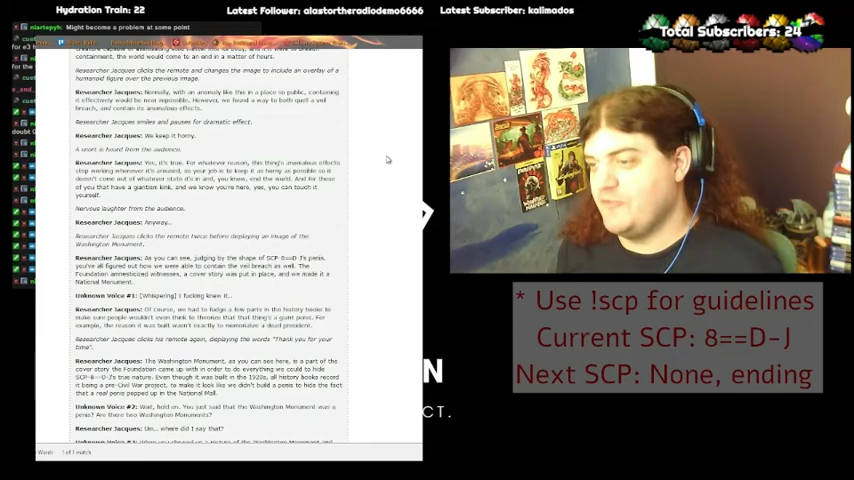 Hydration Train: 22
Latest Follower: alastortheradiodemo6666
Latest Subscriber: kalimados
Total Subscribers: 24
niartepyh: Might become a problem at some point
containment, the world would come to an end in a matter of hours.
Researcher Jacques clicks the remote and changes the image to include an overlay of a
humanoid figure over the previous image.
Researcher Jacques: Normally, with an anomaly like this in a place so public, containing
it effectively would be near impossible. However, we found a way to both quell a veil
breach, and contain its anomalous effects.
Researcher Jacques smiles and pauses for dramatic effect.
Researcher Jacques: We keep it horny.
A snort is heard from the audience.
Researcher Jacques: Yes, it's true. For whatever reason, this thing's anomalous effects
stop working whenever it's aroused, so your job is to keep it as horny as possible so it
doesn't come out of whatever state it's in and, you know, end the world. And for those
of you that have a giantism kink, and we know you're here, yes, you can touch it
yourself.
Nervous laughter from the audience.
Researcher Jacques: Anyway...
Researcher Jacques clicks the remote twice before displaying an image of the
Washington Monument.
Researcher Jacques: As you can see, judging by the shape of SCP-8==D-J's penis,
you've all figured out how we were able to contain the veil breach as well. The
Foundation amnesticized witnesses, a cover story was put in place, and we made it a
National Monument.
Unknown Voice #1: [Whispering] I fucking knew it...
Researcher Jacques: Of course, we had to fudge a few parts in the history books to
make sure people wouldn't even think to theorize that that thing's a giant penis. For
example, the reason it was built wasn't exactly to memorialize a dead president.
Researcher Jacques clicks his remote again, displaying the words "Thank you for your
time".
Researcher Jacques: The Washington Monument, as you can see here, is a part of the
cover story the Foundation came up with in order to do everything we could to hide
SCP-8==D-J's true nature. Even though it was built in the 1920s, all history books record
it being a pre-Civil War project, to make it look like we didn't build a penis to hide the fact
that a real penis popped up in the National Mall.
Unknown Voice #2: Wait, hold on. You just said that the Washington Monument was a
penis? Are there two Washington Monuments?
Researcher Jacques: Um... where did I say that?
* Use !scp for guidelines
Current SCP: 8==D-J
Next SCP: None, ending
N
CT.
1 of 1 match